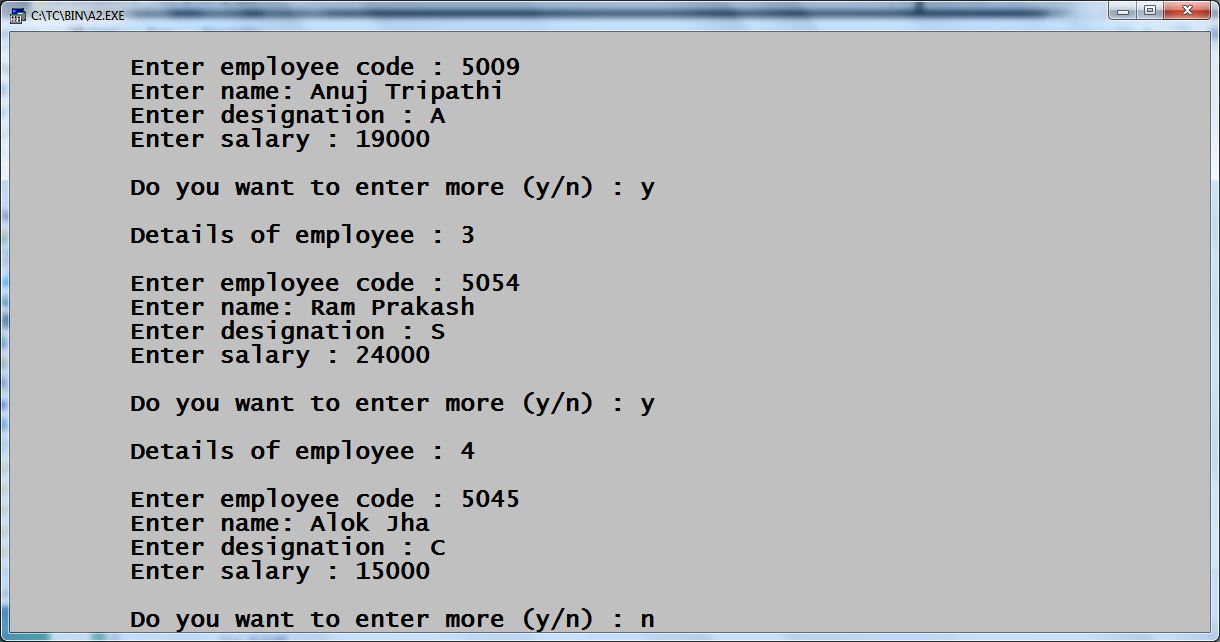 C:\TC\BIN\A2.EXE
Enter employee code : 5009
Enter name: Anuj Tripathi
Enter designation : A
Enter salary : 19000
Do you want to enter more (y/n) : y
Details of employee : 3
Enter employee code : 5054
Enter name: Ram Prakash
Enter designation : S
Enter salary : 24000
Do you want to enter more (y/n) : y
Details of employee : 4
Enter employee code : 5045
Enter name: Alok Jha
Enter designation : C
Enter salary : 15000
Do you want to enter more (y/n) : n